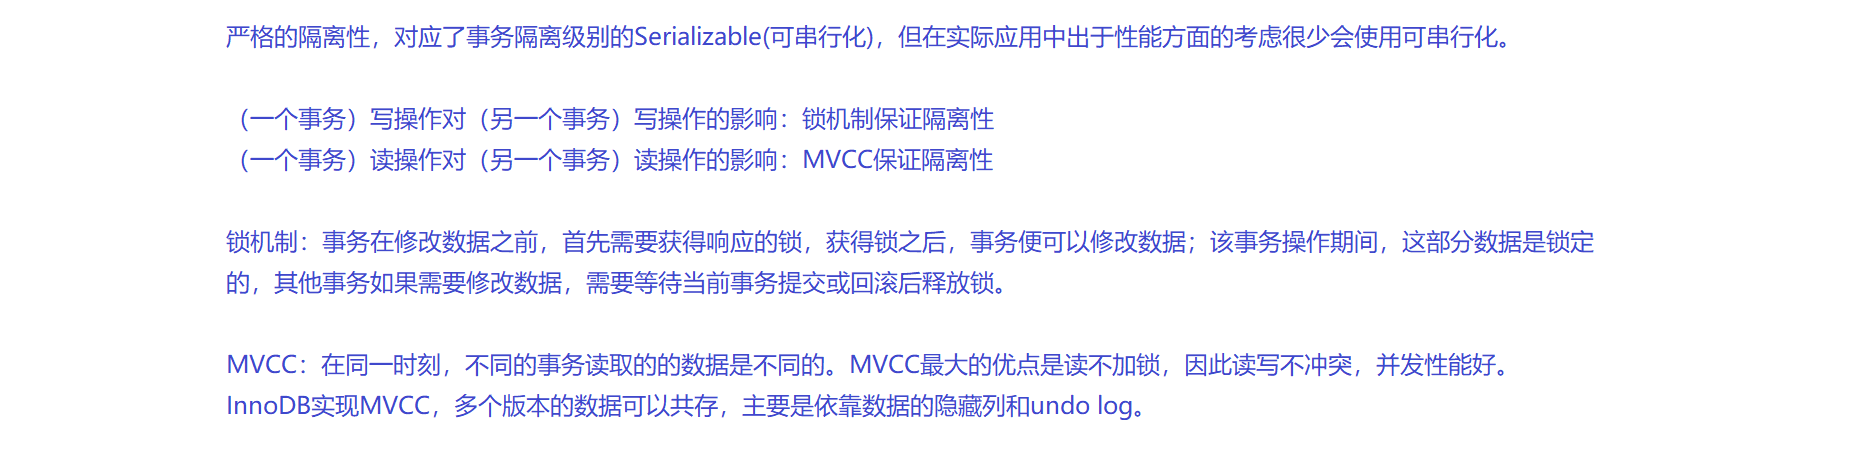 严格的隔离性，对应了事务隔离级别的Serializable(可串行化)，但在实际应用中出于性能方面的考虑很少会使用可串行化。
（一个事务）写操作对（另一个事务）写操作的影响：锁机制保证隔离性
（一个事务）读操作对（另一个事务）读操作的影响：MVCC保证隔离性
锁机制：事务在修改数据之前，首先需要获得响应的锁，获得锁之后，事务便可以修改数据；该事务操作期间，这部分数据是锁定
的，其他事务如果需要修改数据，需要等待当前事务提交或回滚后释放锁。
MVCC：在同一时刻，不同的事务读取的的数据是不同的。MVCC最大的优点是读不加锁，因此读写不冲突，并发性能好。
InnoDB实现MVCC，多个版本的数据可以共存，主要是依靠数据的隐藏列和undo log。